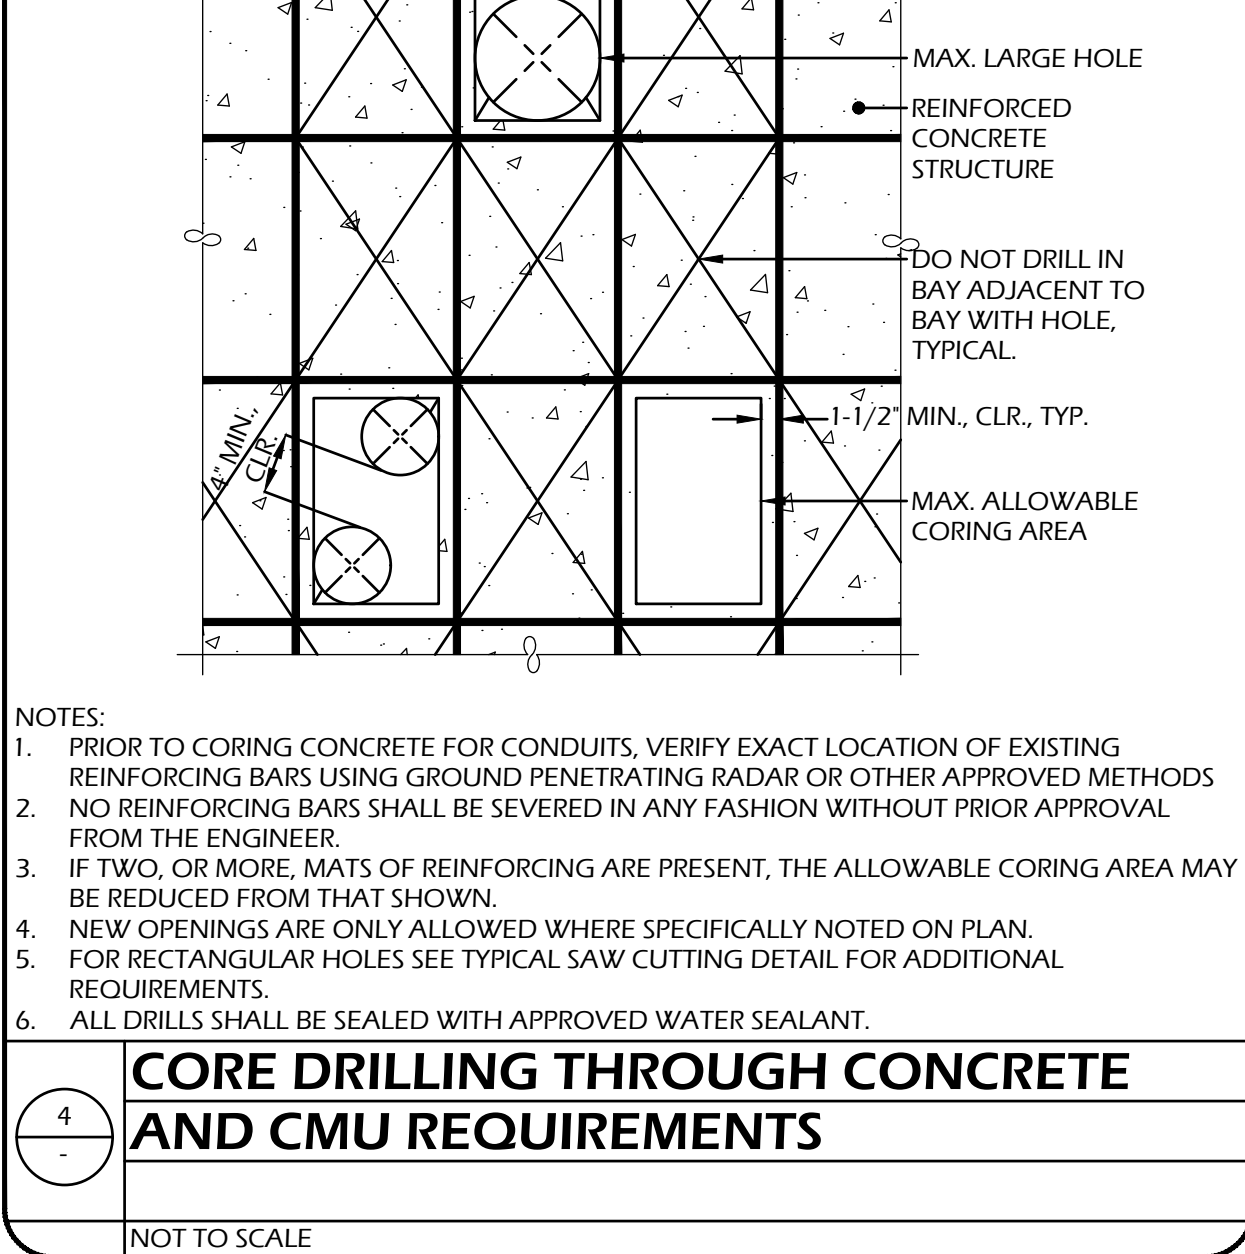 MAX. LARGE HOLE
REINFORCED
CONCRETE
STRUCTURE
DO NOT DRILL IN
BAY ADJACENT TO
BAY WITH HOLE,
TYPICAL.
4" MIN.,
CLR.
1-1/2" MIN., CLR., TYP.
MAX. ALLOWABLE
CORING AREA
NOTES:
1. PRIOR TO CORING CONCRETE FOR CONDUITS, VERIFY EXACT LOCATION OF EXISTING
REINFORCING BARS USING GROUND PENETRATING RADAR OR OTHER APPROVED METHODS
2. NO REINFORCING BARS SHALL BE SEVERED IN ANY FASHION WITHOUT PRIOR APPROVAL
FROM THE ENGINEER.
3. IF TWO, OR MORE, MATS OF REINFORCING ARE PRESENT, THE ALLOWABLE CORING AREA MAY
BE REDUCED FROM THAT SHOWN.
4. NEW OPENINGS ARE ONLY ALLOWED WHERE SPECIFICALLY NOTED ON PLAN.
5. FOR RECTANGULAR HOLES SEE TYPICAL SAW CUTTING DETAIL FOR ADDITIONAL
REQUIREMENTS.
6. ALL DRILLS SHALL BE SEALED WITH APPROVED WATER SEALANT.
CORE DRILLING THROUGH CONCRETE
AND CMU REQUIREMENTS
4
-
NOT TO SCALE